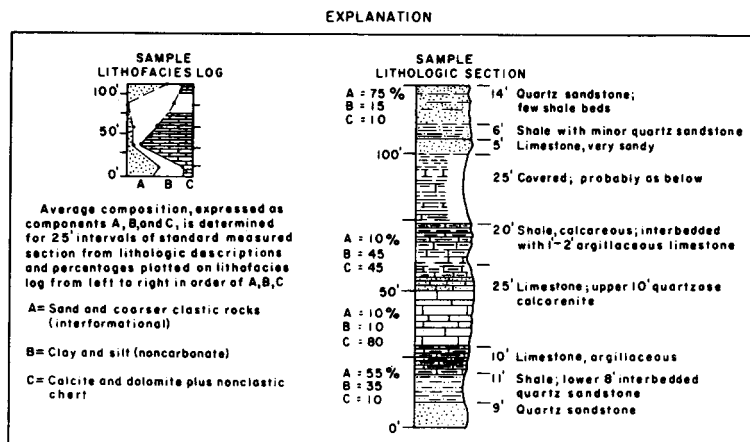 EXPLANATION
SAMPLE
LITHOFACIES LOG
100'
50'
0'
A B C
Average composition, expressed as
components A, B, and C, is determined
for 25' intervals of standard measured
section from lithologic descriptions
and percentages plotted on lithofacies
log from left to right in order of A,B,C
A= Sand and coarser clastic rocks
(interformational)
B= Clay and silt (noncarbonate)
C= Calcite and dolomite plus nonclastic
chert
SAMPLE
LITHOLOGIC SECTION
A = 75 %
B = 15
C = 10
100'
A = 10%
B = 45
C = 45
50'
A = 10%
B = 10
C = 80
A = 55 %
B = 35
C = 10
0'
14' Quartz sandstone;
few shale beds
6' Shale with minor quartz sandstone
5' Limestone, very sandy
25' Covered; probably as below
20' Shale, calcareous; interbedded
with 1'-2' argillaceous limestone
25' Limestone; upper 10' quartzose
calcarenite
10' Limestone, argillaceous
11' Shale; lower 8' interbedded
quartz sandstone
9' Quartz sandstone